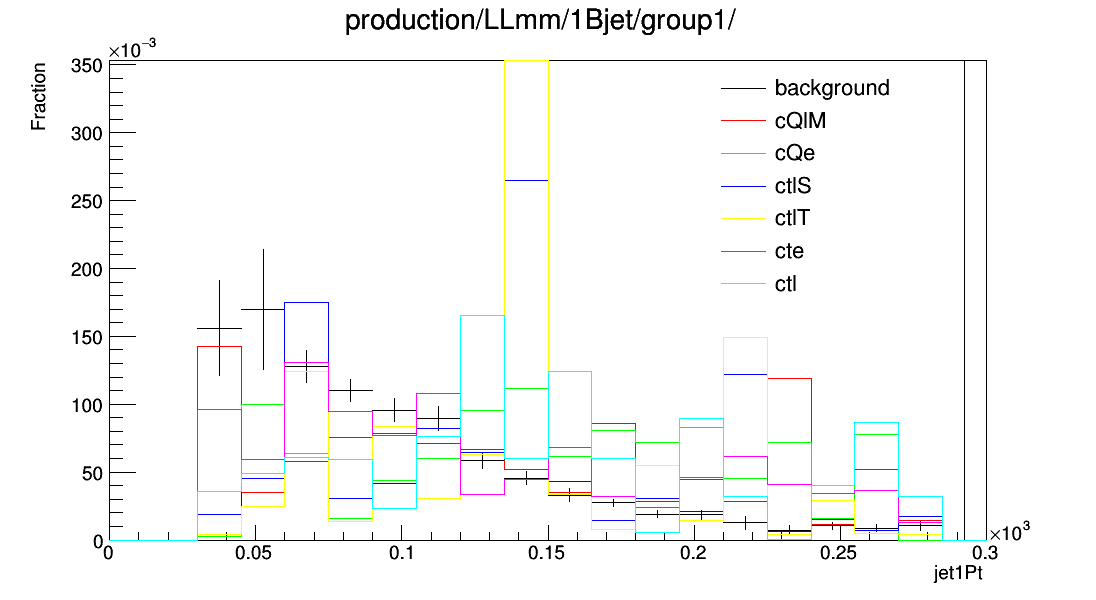 production/LLmm/1Bjet/group1/
×10−3
Fraction
350
300
250
200
150
100
50
0
background
cQlM
cQe
ctlS
ctlT
cte
ctl
0 0.05 0.1 0.15 0.2 0.25 0.3
×103
jet1Pt